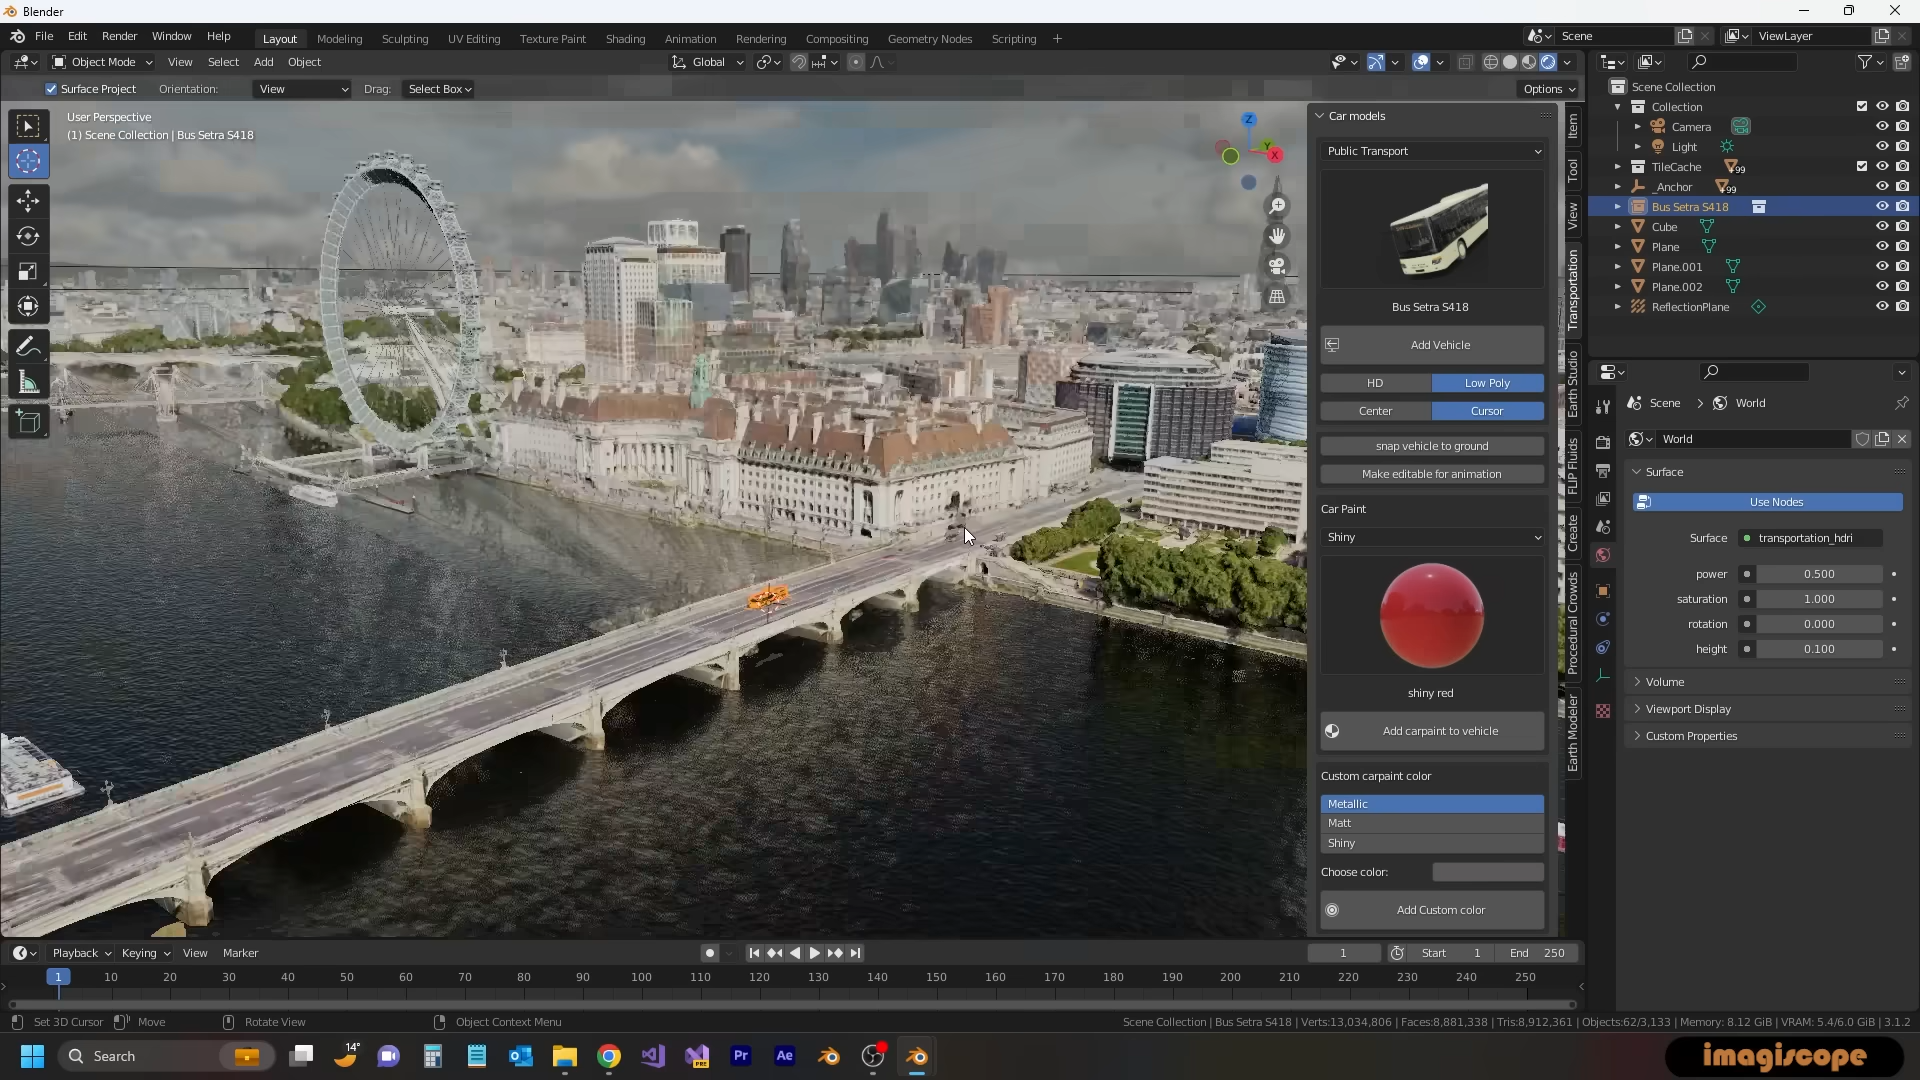 Blender
File Edit Render Window Help
Layout Modeling Sculpting UV Editing Texture Paint Shading Animation Rendering Compositing Geometry Nodes Scripting +
Scene
ViewLayer
Object Mode View Select Add Object
Global
Surface Project Orientation: View Drag: Select Box
Options
User Perspective
(1) Scene Collection | Bus Setra S418
Z
Y
X
Car models
Public Transport
Bus Setra S418
Add Vehicle
HD Low Poly
Center Cursor
snap vehicle to ground
Make editable for animation
Car Paint
Shiny
shiny red
Add carpaint to vehicle
Custom carpaint color
Metallic
Matt
Shiny
Choose color:
Add Custom color
Item
Tool
View
Transportation
Earth Studio
FLIP Fluids
Create
Procedural Crowds
Earth Modeler
Scene Collection
Collection
Camera
Light
TileCache +99
_Anchor +99
Bus Setra S418
Cube
Plane
Plane.001
Plane.002
ReflectionPlane
Scene > World
World
Surface
Use Nodes
Surface transportation_hdri
power 0.500
saturation 1.000
rotation 0.000
height 0.100
Volume
Viewport Display
Custom Properties
Playback Keying View Marker
1 Start 1 End 250
1 10 20 30 40 50 60 70 80 90 100 110 120 130 140 150 160 170 180 190 200 210 220 230 240 250
Set 3D Cursor Move Rotate View Object Context Menu
Scene Collection | Bus Setra S418 | Verts:13,034,806 | Faces:8,881,338 | Tris:8,912,361 | Objects:62/3,133 | Memory: 8.12 GiB | VRAM: 5.4/6.0 GiB | 3.1.2
Search
14°
PRE
Pr
Ae
imagiscope